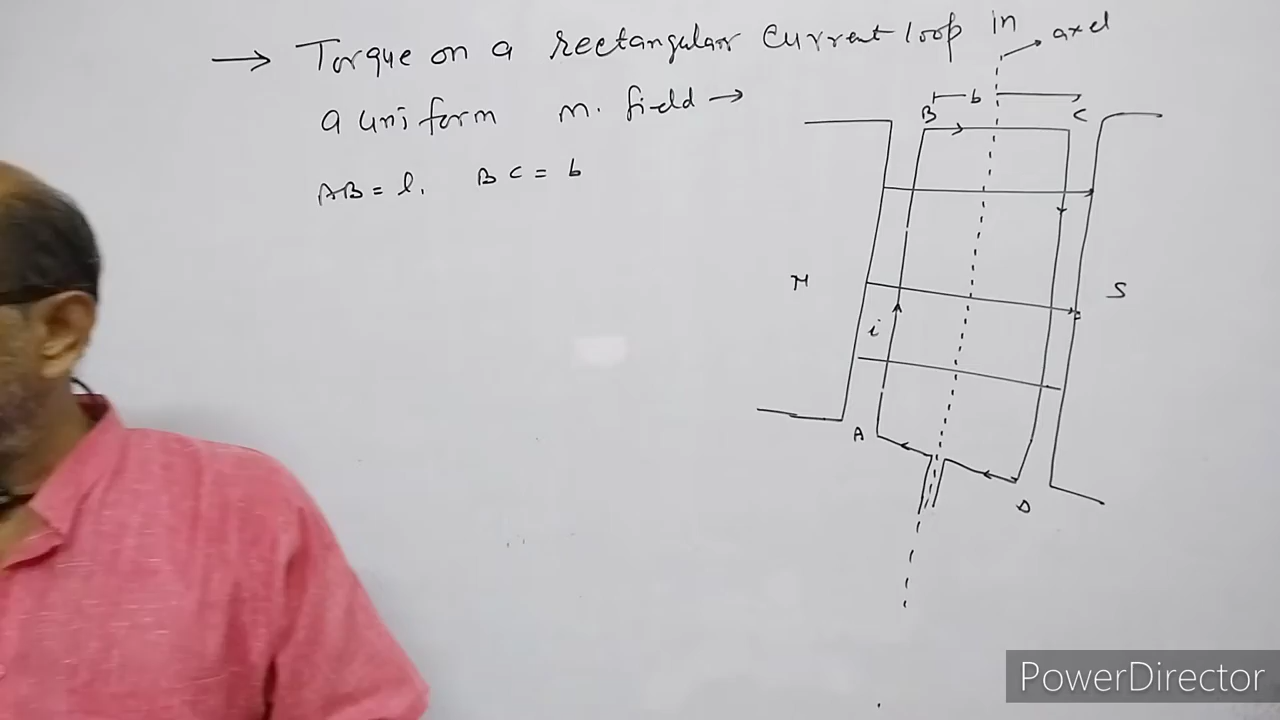 → Torque on a rectangular current loop in
a uniform m. field →
AB = l, BC = b
axel
b
B
C
N
S
i
A
D
PowerDirector